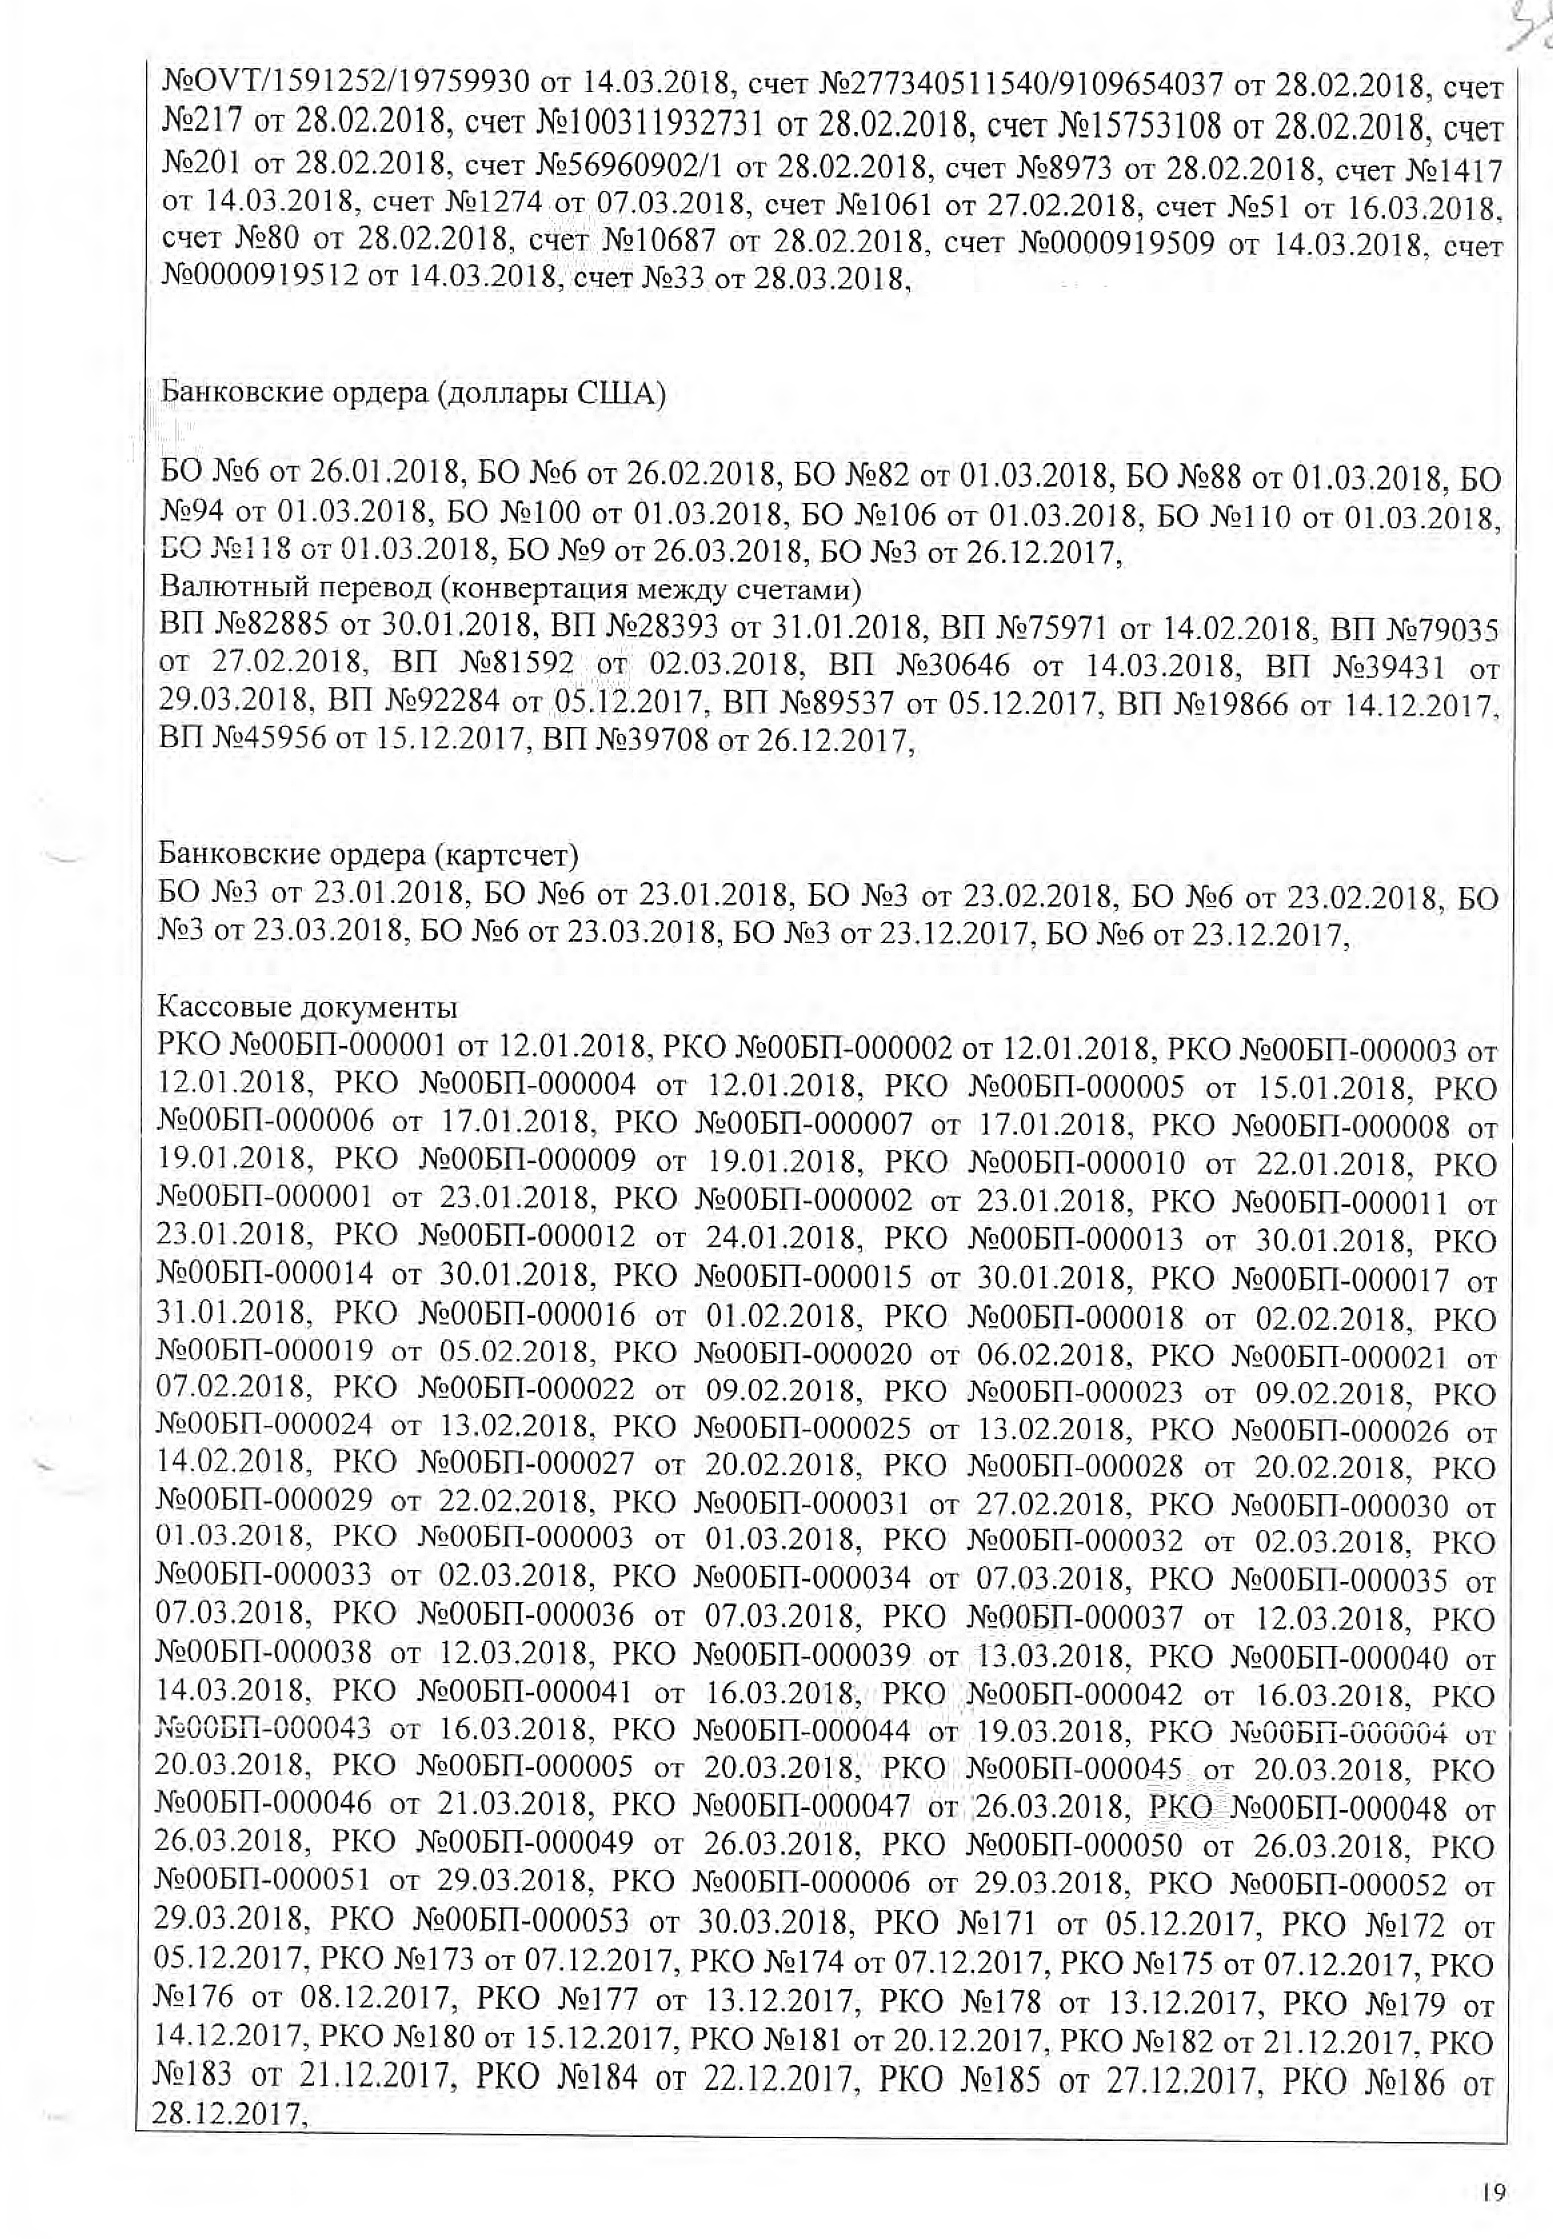 №OVT/1591252/19759930 от 14.03.2018, счет №277340511540/9109654037 от 28.02.2018, счет
№217 от 28.02.2018, счет №100311932731 от 28.02.2018, счет №15753108 от 28.02.2018, счет
№201 от 28.02.2018, счет №56960902/1 от 28.02.2018, счет №8973 от 28.02.2018, счет №1417
от 14.03.2018, счет №1274 от 07.03.2018, счет №1061 от 27.02.2018, счет №51 от 16.03.2018,
счет №80 от 28.02.2018, счет №10687 от 28.02.2018, счет №0000919509 от 14.03.2018, счет
№0000919512 от 14.03.2018, счет №33 от 28.03.2018,
Банковские ордера (доллары США)
БО №6 от 26.01.2018, БО №6 от 26.02.2018, БО №82 от 01.03.2018, БО №88 от 01.03.2018, БО
№94 от 01.03.2018, БО №100 от 01.03.2018, БО №106 от 01.03.2018, БО №110 от 01.03.2018,
БО №118 от 01.03.2018, БО №9 от 26.03.2018, БО №3 от 26.12.2017,
Валютный перевод (конвертация между счетами)
ВП №82885 от 30.01.2018, ВП №28393 от 31.01.2018, ВП №75971 от 14.02.2018, ВП №79035
от 27.02.2018, ВП №81592 от 02.03.2018, ВП №30646 от 14.03.2018, ВП №39431 от
29.03.2018, ВП №92284 от 05.12.2017, ВП №89537 от 05.12.2017, ВП №19866 от 14.12.2017,
ВП №45956 от 15.12.2017, ВП №39708 от 26.12.2017,
Банковские ордера (картсчет)
БО №3 от 23.01.2018, БО №6 от 23.01.2018, БО №3 от 23.02.2018, БО №6 от 23.02.2018, БО
№3 от 23.03.2018, БО №6 от 23.03.2018, БО №3 от 23.12.2017, БО №6 от 23.12.2017,
Кассовые документы
РКО №00БП-000001 от 12.01.2018, РКО №00БП-000002 от 12.01.2018, РКО №00БП-000003 от
12.01.2018, РКО №00БП-000004 от 12.01.2018, РКО №00БП-000005 от 15.01.2018, РКО
№00БП-000006 от 17.01.2018, РКО №00БП-000007 от 17.01.2018, РКО №00БП-000008 от
19.01.2018, РКО №00БП-000009 от 19.01.2018, РКО №00БП-000010 от 22.01.2018, РКО
№00БП-000001 от 23.01.2018, РКО №00БП-000002 от 23.01.2018, РКО №00БП-000011 от
23.01.2018, РКО №00БП-000012 от 24.01.2018, РКО №00БП-000013 от 30.01.2018, РКО
№00БП-000014 от 30.01.2018, РКО №00БП-000015 от 30.01.2018, РКО №00БП-000017 от
31.01.2018, РКО №00БП-000016 от 01.02.2018, РКО №00БП-000018 от 02.02.2018, РКО
№00БП-000019 от 05.02.2018, РКО №00БП-000020 от 06.02.2018, РКО №00БП-000021 от
07.02.2018, РКО №00БП-000022 от 09.02.2018, РКО №00БП-000023 от 09.02.2018, РКО
№00БП-000024 от 13.02.2018, РКО №00БП-000025 от 13.02.2018, РКО №00БП-000026 от
14.02.2018, РКО №00БП-000027 от 20.02.2018, РКО №00БП-000028 от 20.02.2018, РКО
№00БП-000029 от 22.02.2018, РКО №00БП-000031 от 27.02.2018, РКО №00БП-000030 от
01.03.2018, РКО №00БП-000003 от 01.03.2018, РКО №00БП-000032 от 02.03.2018, РКО
№00БП-000033 от 02.03.2018, РКО №00БП-000034 от 07.03.2018, РКО №00БП-000035 от
07.03.2018, РКО №00БП-000036 от 07.03.2018, РКО №00БП-000037 от 12.03.2018, РКО
№00БП-000038 от 12.03.2018, РКО №00БП-000039 от 13.03.2018, РКО №00БП-000040 от
14.03.2018, РКО №00БП-000041 от 16.03.2018, РКО №00БП-000042 от 16.03.2018, РКО
№00БП-000043 от 16.03.2018, РКО №00БП-000044 от 19.03.2018, РКО №00БП-000004 от
20.03.2018, РКО №00БП-000005 от 20.03.2018, РКО №00БП-000045 от 20.03.2018, РКО
№00БП-000046 от 21.03.2018, РКО №00БП-000047 от 26.03.2018, РКО №00БП-000048 от
26.03.2018, РКО №00БП-000049 от 26.03.2018, РКО №00БП-000050 от 26.03.2018, РКО
№00БП-000051 от 29.03.2018, РКО №00БП-000006 от 29.03.2018, РКО №00БП-000052 от
29.03.2018, РКО №00БП-000053 от 30.03.2018, РКО №171 от 05.12.2017, РКО №172 от
05.12.2017, РКО №173 от 07.12.2017, РКО №174 от 07.12.2017, РКО №175 от 07.12.2017, РКО
№176 от 08.12.2017, РКО №177 от 13.12.2017, РКО №178 от 13.12.2017, РКО №179 от
14.12.2017, РКО №180 от 15.12.2017, РКО №181 от 20.12.2017, РКО №182 от 21.12.2017, РКО
№183 от 21.12.2017, РКО №184 от 22.12.2017, РКО №185 от 27.12.2017, РКО №186 от
28.12.2017,
19